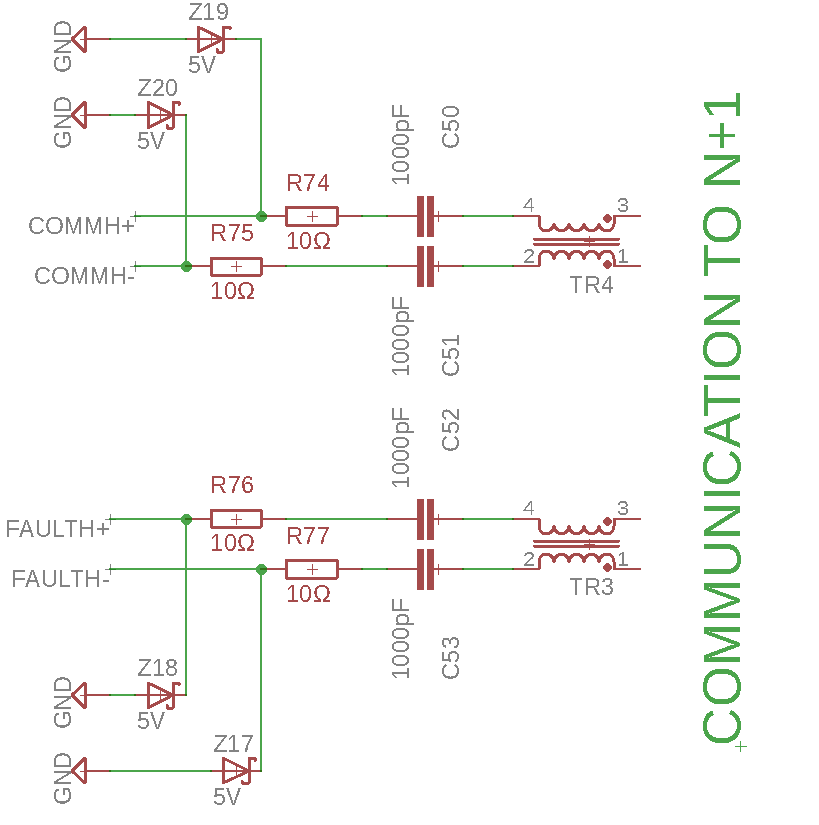 Z19
GND
5V
Z20
GND
5V
1000pF
C50
R74
4
3
COMMH+
R75
10Ω
COMMH-
2
1
10Ω
TR4
1000pF
C51
1000pF
C52
R76
4
3
FAULTH+
10Ω
R77
FAULTH-
2
1
10Ω
TR3
1000pF
C53
Z18
GND
5V
Z17
GND
5V
COMMUNICATION TO N+1